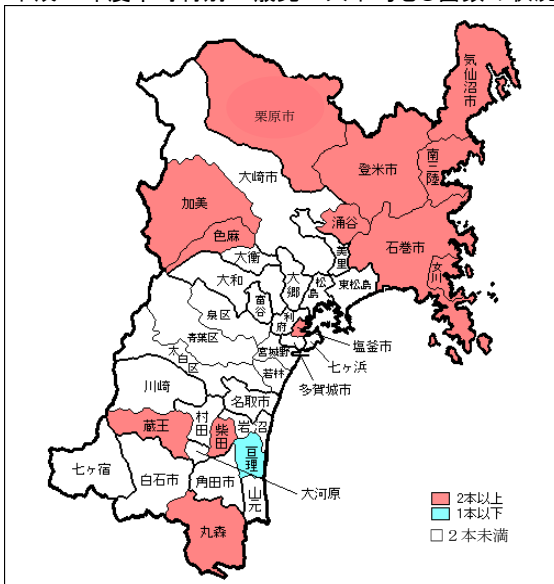 気仙沼市
栗原市
登米市
南三陸
大崎市
加美
色麻
涌谷
石巻市
女川
美里
大衡
大和
大郷
松島
東松島
富谷
利府
泉区
青葉区
太白区
宮城野
若林
塩釜市
七ヶ浜
多賀城市
川崎
名取市
村田
柴田
岩沼
蔵王
亘理
七ヶ宿
白石市
角田市
山元
大河原
丸森
2本以上
1本以下
２本未満